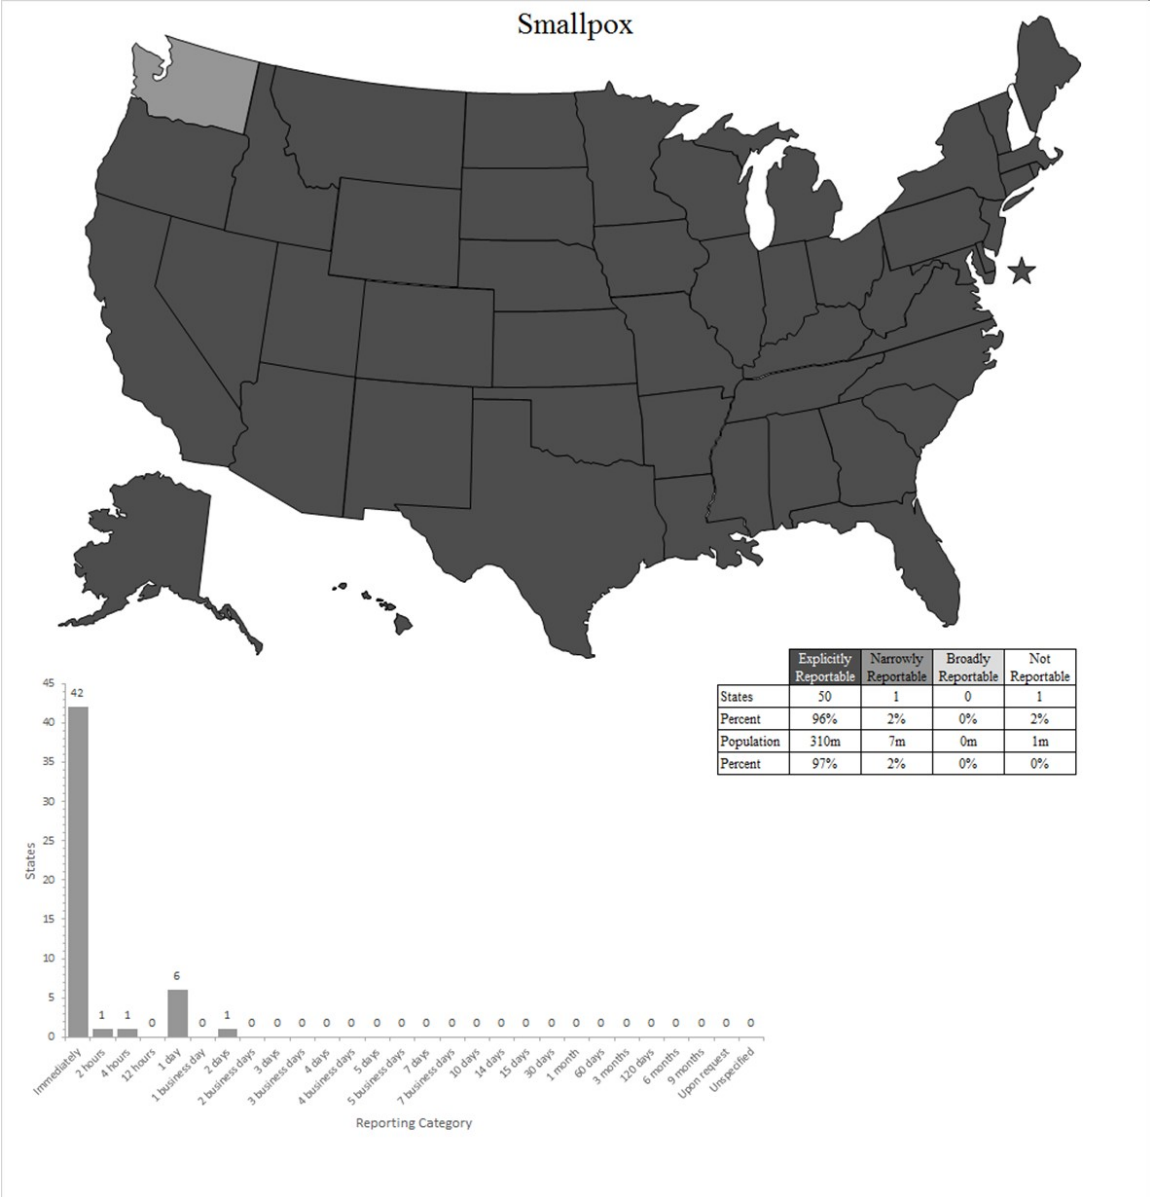 Smallpox
Explicitly Reportable Narrowly Reportable Broadly Reportable Not Reportable
States 50 1 0 1
Percent 96% 2% 0% 2%
Population 310m 7m 0m 1m
Percent 97% 2% 0% 0%
45
40
35
30
25
20
15
10
5
0
States
42 1 1 0 6 0 1 0 0 0 0 0 0 0 0 0 0 0 0 0 0 0 0 0 0 0 0 0
Immediately
2 hours
4 hours
12 hours
1 day
1 business day
2 days
2 business days
3 days
3 business days
4 days
4 business days
5 days
5 business days
7 days
7 business days
10 days
14 days
15 days
30 days
1 month
60 days
3 months
120 days
6 months
9 months
Upon request
Unspecified
Reporting Category